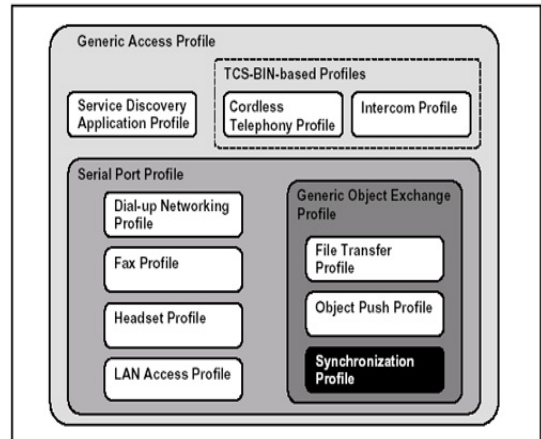 Generic Access Profile
TCS-BIN-based Profiles
Service Discovery
Application Profile
Cordless
Telephony Profile
Intercom Profile
Serial Port Profile
Dial-up Networking
Profile
Fax Profile
Headset Profile
LAN Access Profile
Generic Object Exchange
Profile
File Transfer
Profile
Object Push Profile
Synchronization
Profile